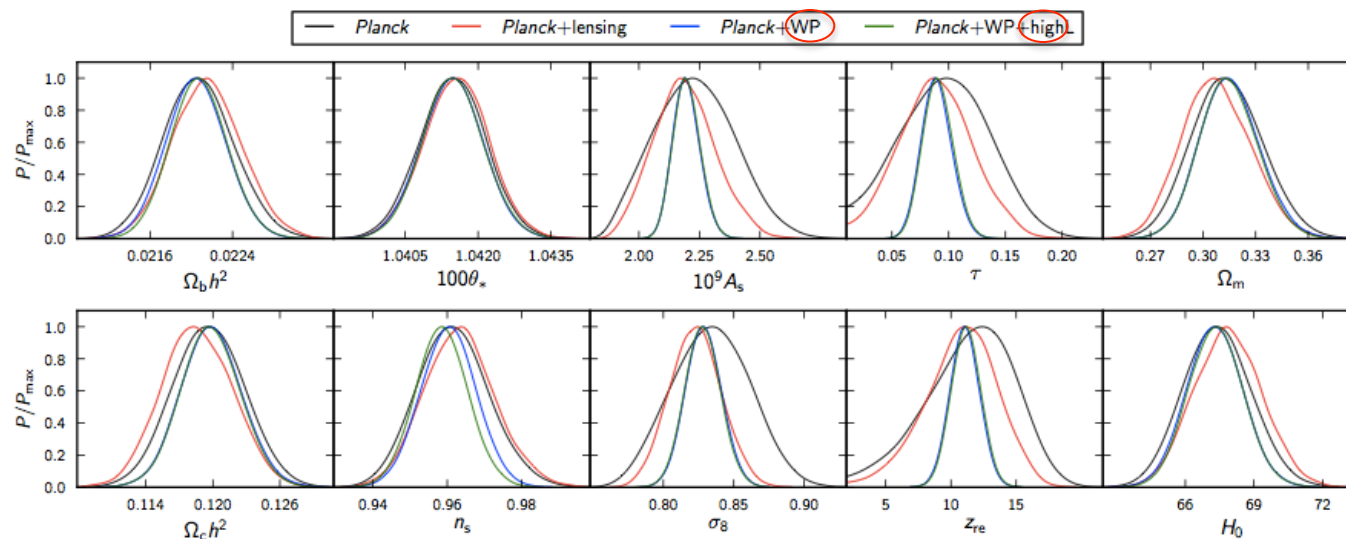 Planck Planck+lensing Planck+WP Planck+WP+highL
P/Pmax
1.0
0.8
0.6
0.4
0.2
0.0
0.0216 0.0224 1.0405 1.0420 1.0435 2.00 2.25 2.50 0.05 0.10 0.15 0.20 0.27 0.30 0.33 0.36
Ωbh² 100θ* 10⁹As τ Ωm
P/Pmax
1.0
0.8
0.6
0.4
0.2
0.0
0.114 0.120 0.126 0.94 0.96 0.98 0.80 0.85 0.90 5 10 15 66 69 72
Ωch² ns σ8 zre H0